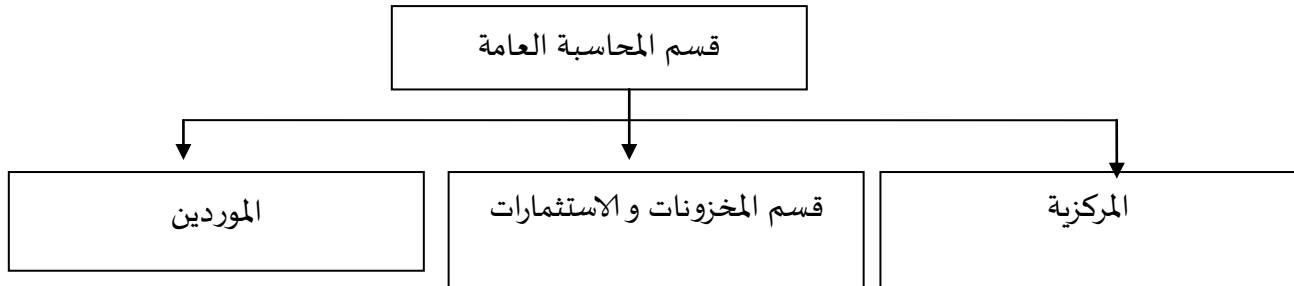 قسم المحاسبة العامة
المركزية
قسم المخزونات و الاستثمارات
الموردين